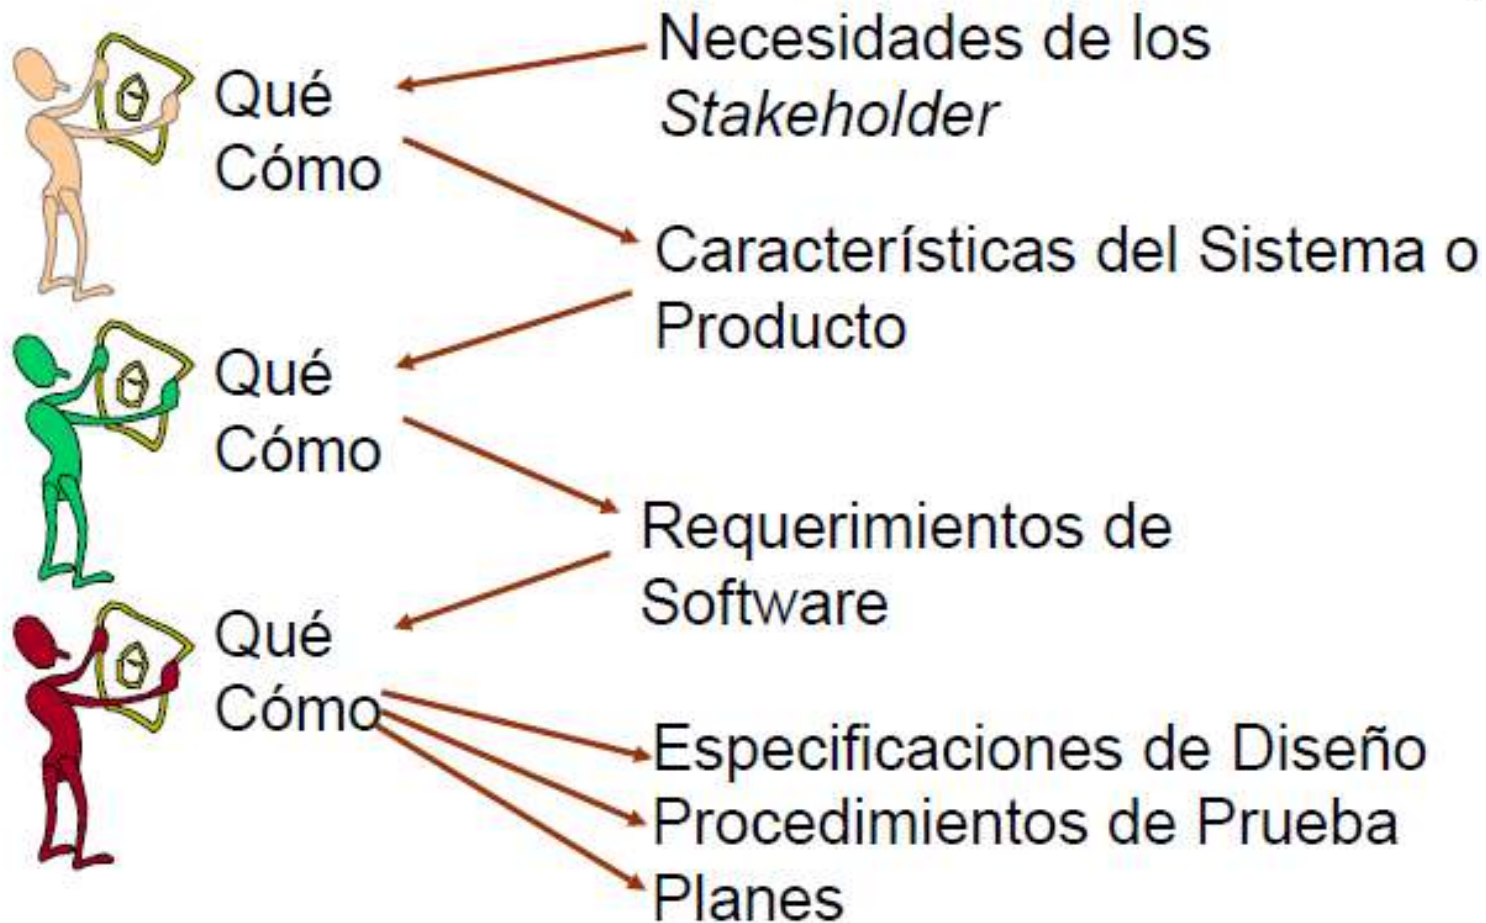 Necesidades de los
Stakeholder
Qué
Cómo
Características del Sistema o
Producto
Qué
Cómo
Requerimientos de
Software
Qué
Cómo
Especificaciones de Diseño
Procedimientos de Prueba
Planes